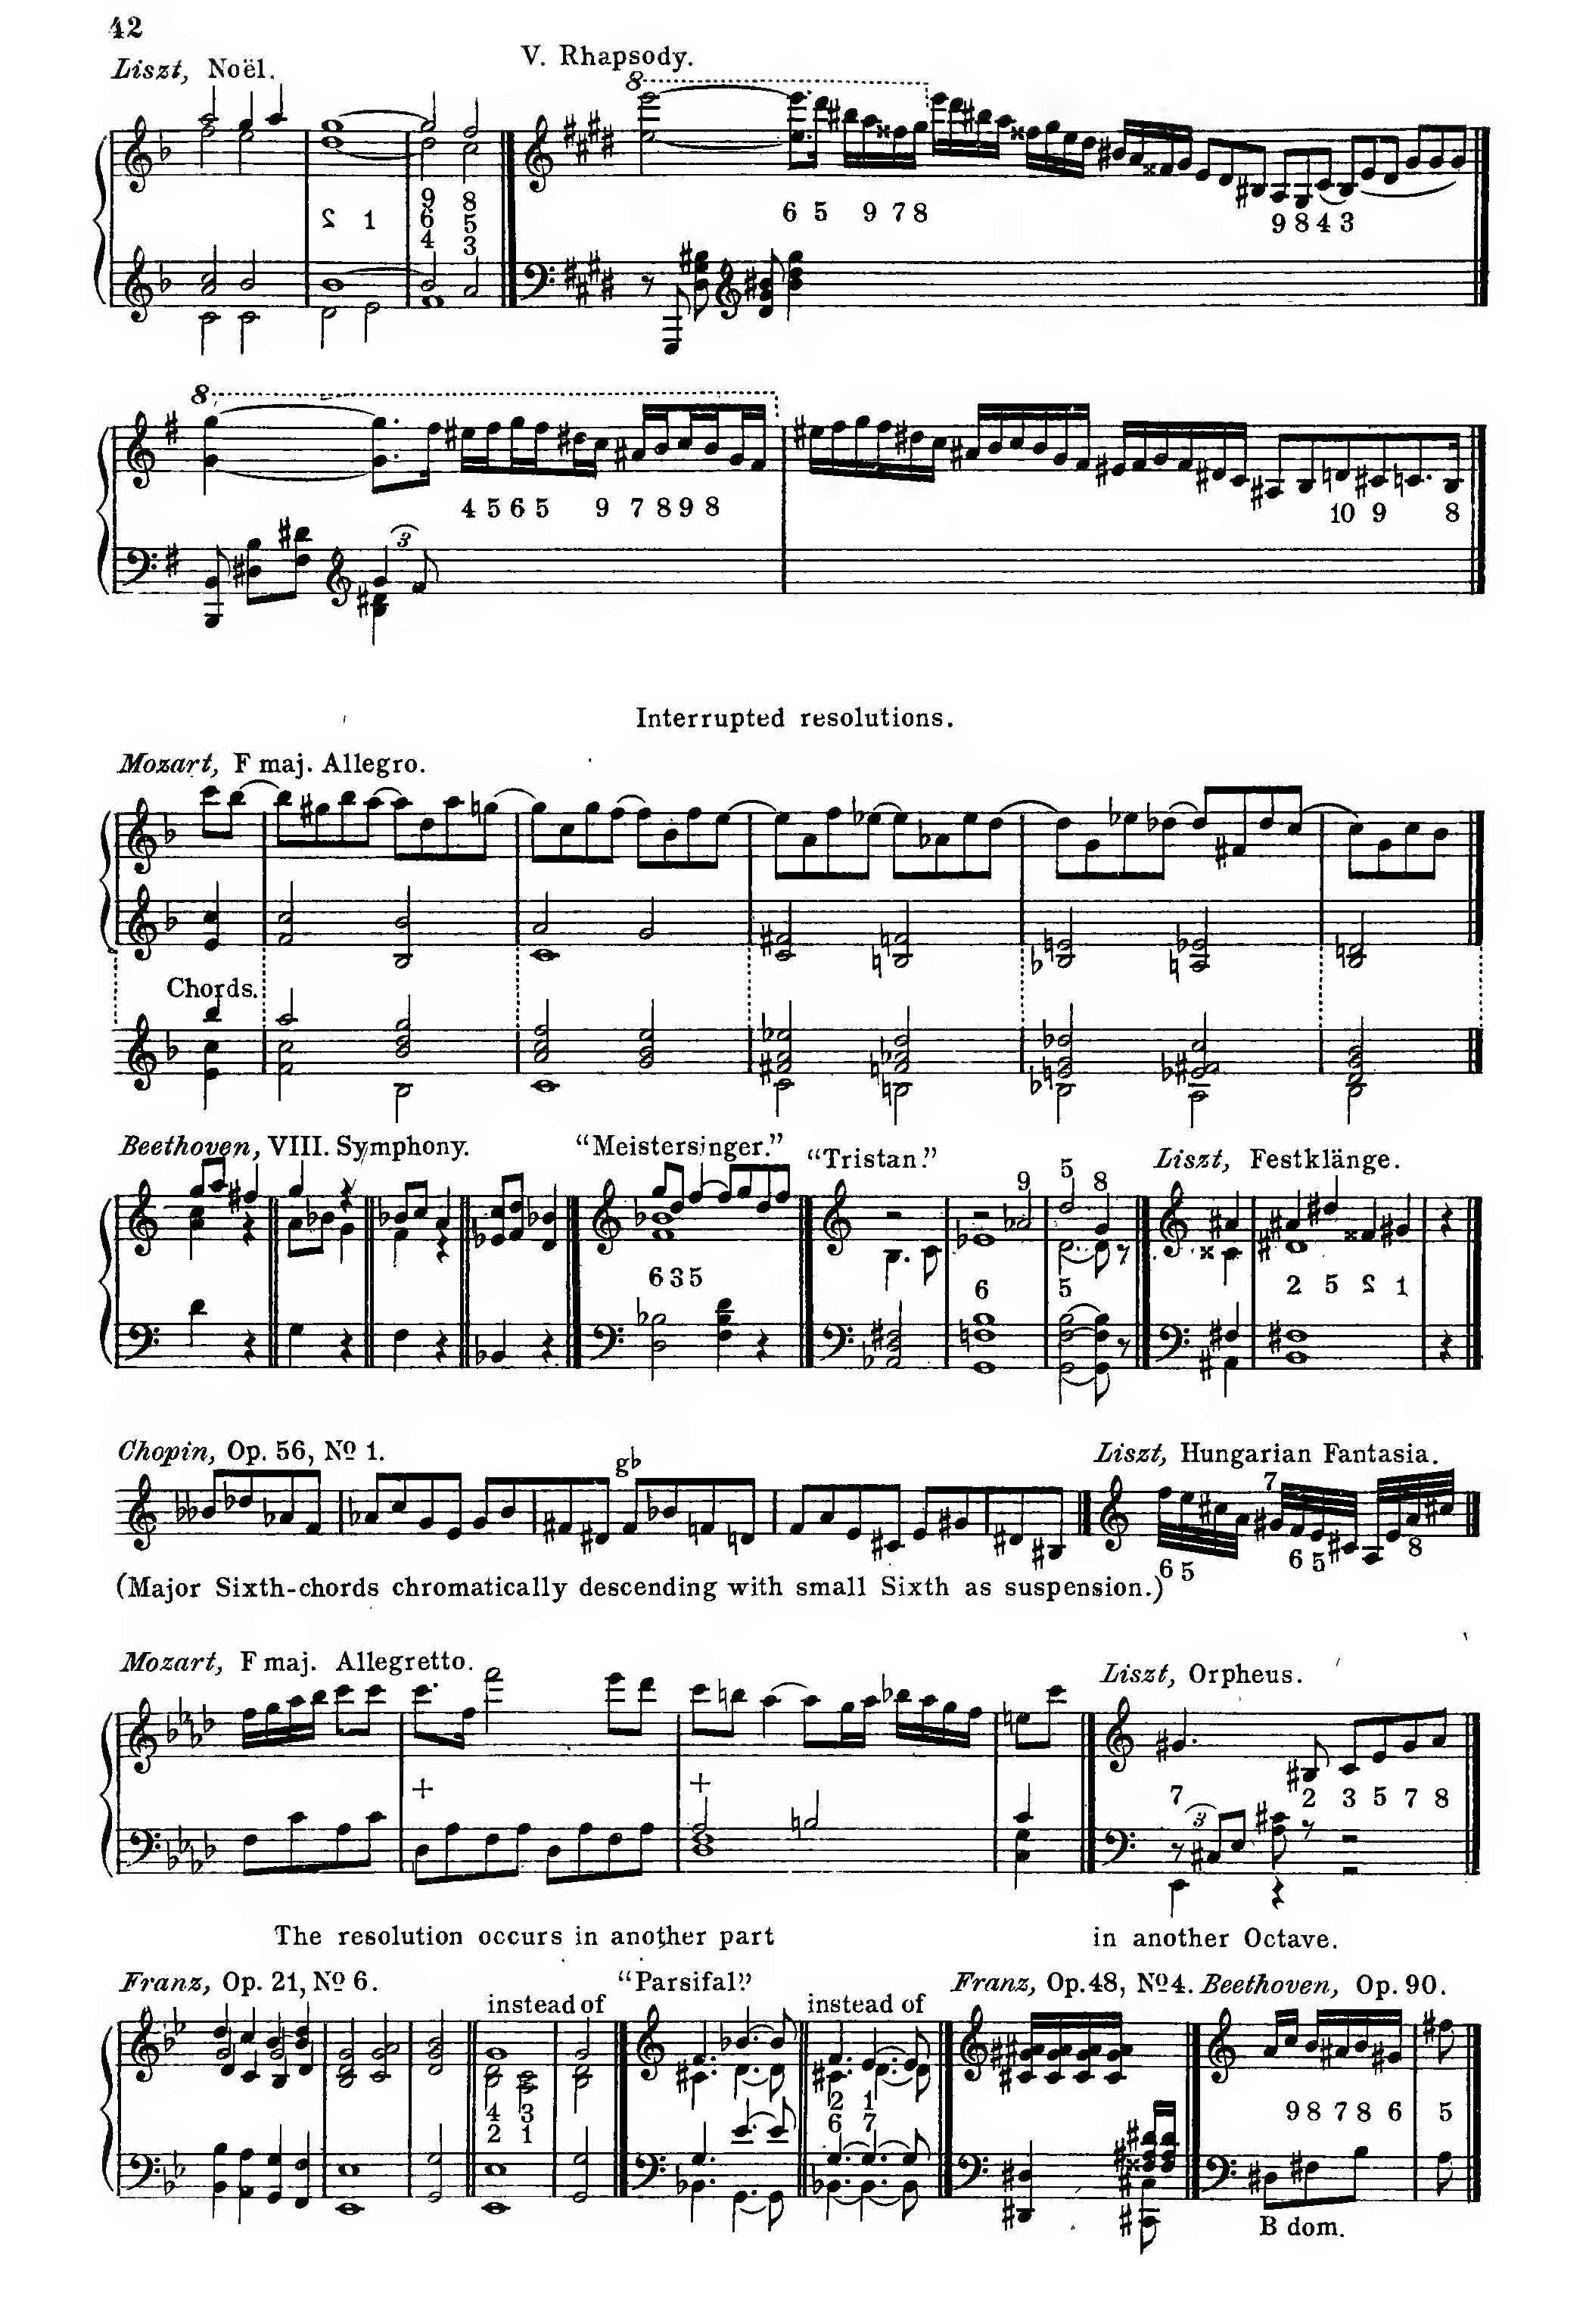 42
Liszt, Noël.
V. Rhapsody.
8
2 1
9 8
6 5
4 3
6 5 9 7 8
9 8 4 3
8
4 5 6 5 9 7 8 9 8
10 9 8
3
Interrupted resolutions.
Mozart, F maj. Allegro.
Chords.
Beethoven, VIII. Symphony.
"Meistersinger."
"Tristan."
Liszt, Festklänge.
9 5 8
6 3 5
6 5
2 5 2 1
Chopin, Op. 56, No 1.
gb
Liszt, Hungarian Fantasia.
7
6 5 6 5 8
(Major Sixth-chords chromatically descending with small Sixth as suspension.)
Mozart, F maj. Allegretto.
Liszt, Orpheus.
+ +
7 2 3 5 7 8
3
The resolution occurs in another part
in another Octave.
Franz, Op. 21, No 6.
instead of
"Parsifal."
instead of
Franz, Op. 48, No 4.
Beethoven, Op. 90.
4 3
2 1
2 1
6 7
9 8 7 8 6 5
B dom.